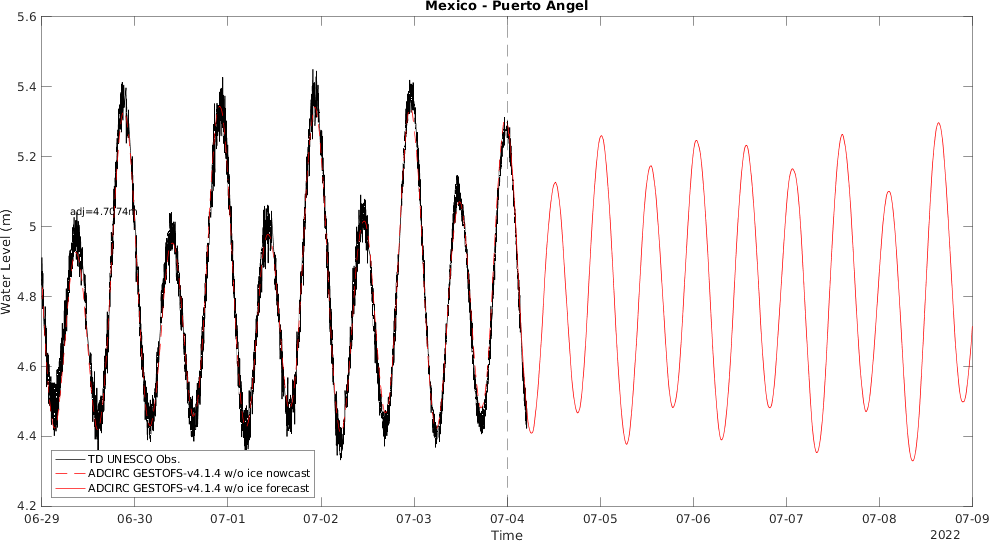 Mexico - Puerto Angel
5.6
5.4
5.2
5
4.8
4.6
4.4
4.2
Water Level (m)
adj=4.7074m
TD UNESCO Obs.
ADCIRC GESTOFS-v4.1.4 w/o ice nowcast
ADCIRC GESTOFS-v4.1.4 w/o ice forecast
06-29 06-30 07-01 07-02 07-03 07-04 07-05 07-06 07-07 07-08 07-09
Time
2022